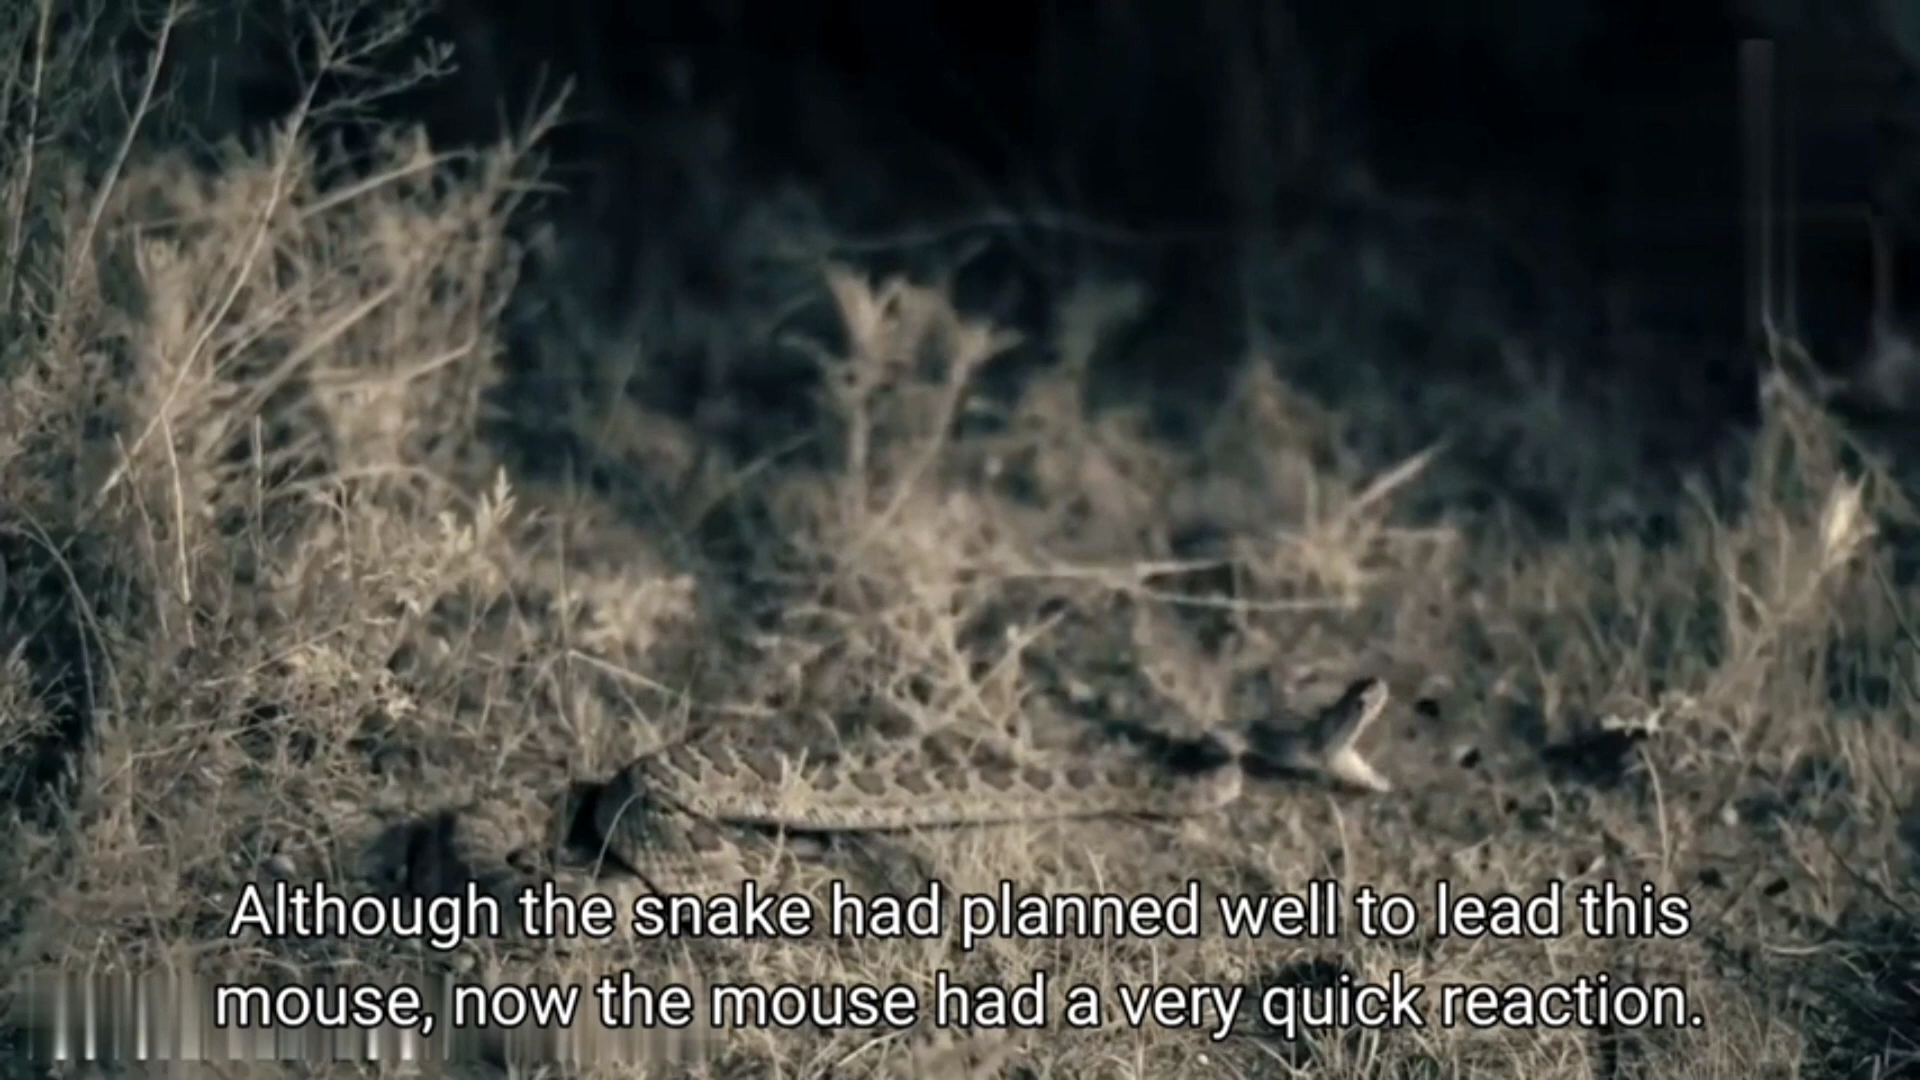 Although the snake had planned well to lead this
mouse, now the mouse had a very quick reaction.